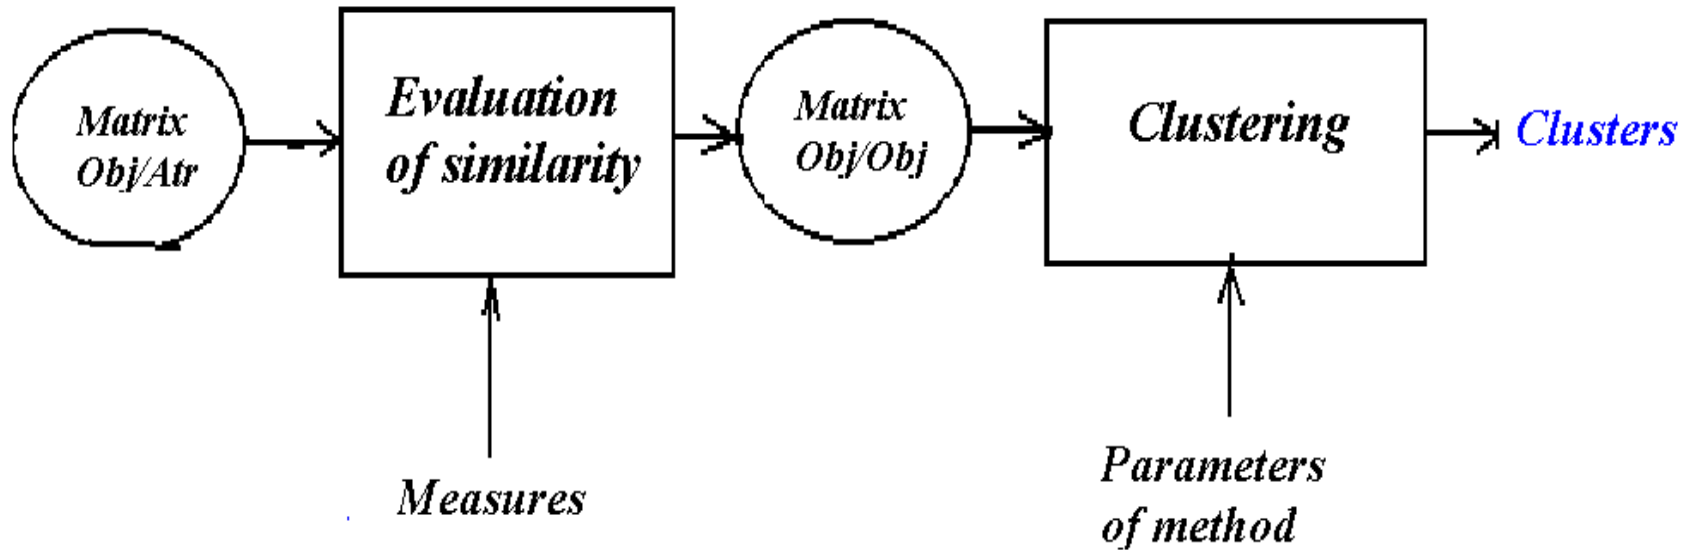 Matrix
Obj/Atr
Evaluation
of similarity
Matrix
Obj/Obj
Clustering
Clusters
Measures
Parameters
of method